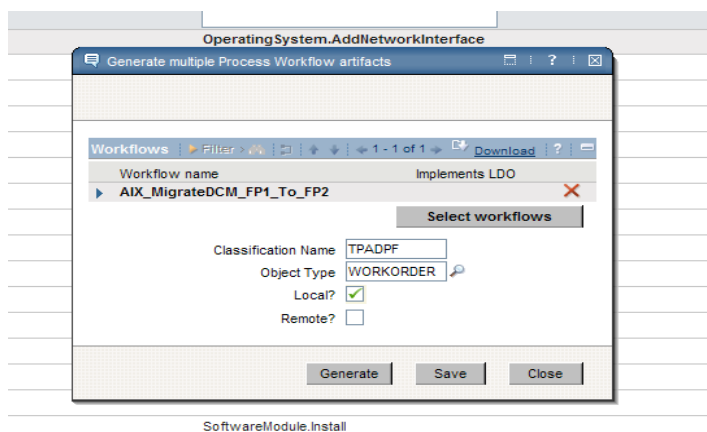 OperatingSystem.AddNetworkInterface
Generate multiple Process Workflow artifacts ?
Workflows Filter 1 - 1 of 1 Download ?
Workflow name Implements LDO
AIX_MigrateDCM_FP1_To_FP2
Select workflows
Classification Name TPADPF
Object Type WORKORDER
Local?
Remote?
Generate Save Close
SoftwareModule.Install